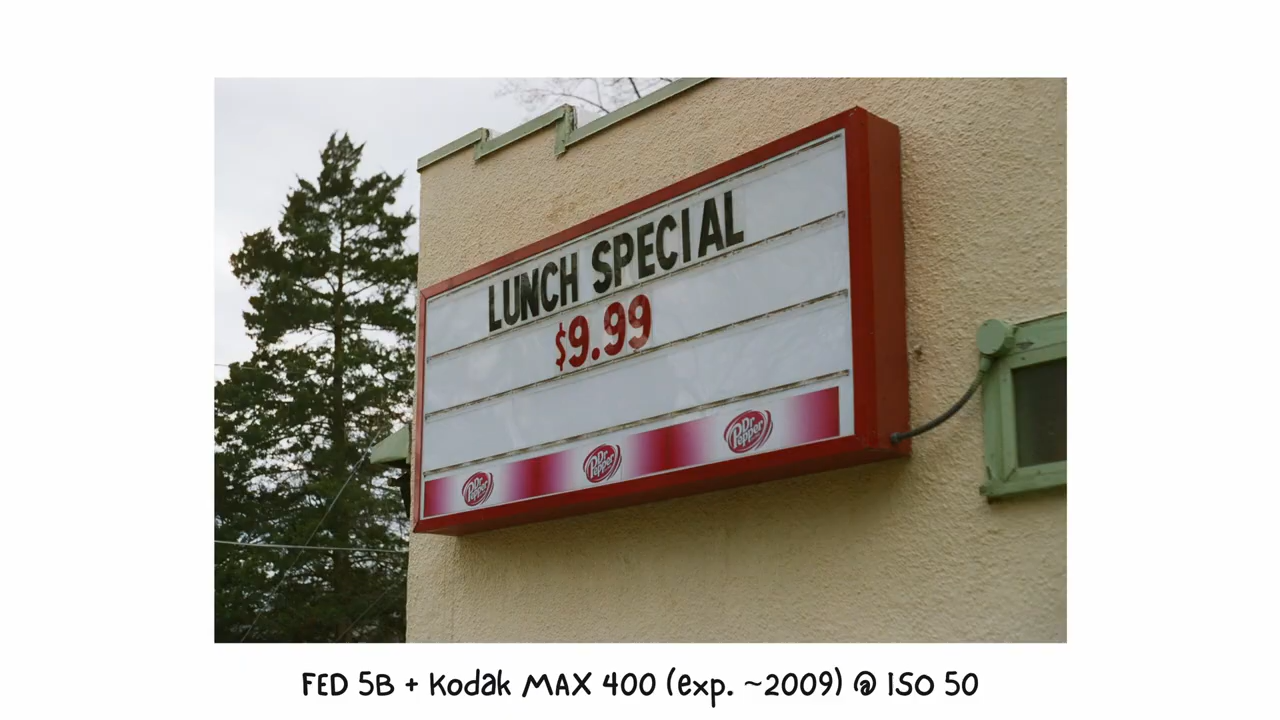 LUNCH SPECIAL
$9.99
Dr Pepper
Dr Pepper
Dr Pepper
FED 5B + Kodak MAX 400 (exp. ~2009) @ ISO 50